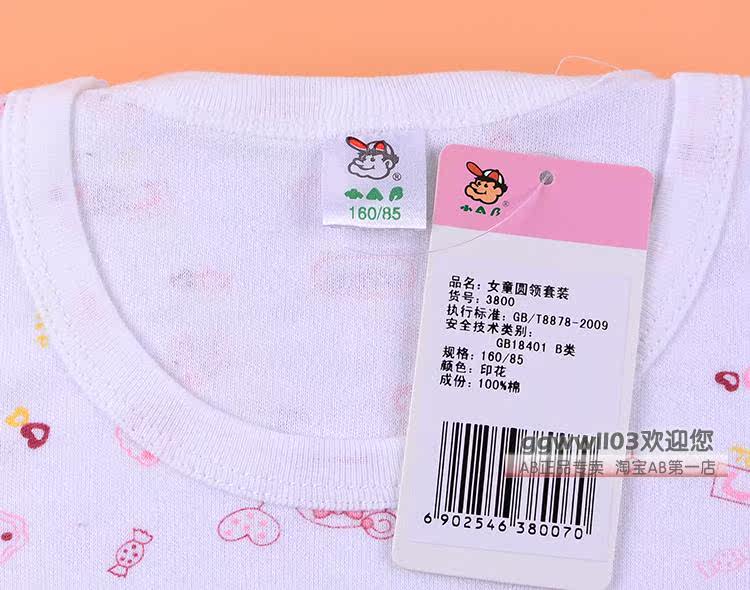 小AB
®
160/85
小AB
®
品名: 女童圆领套装
货号: 3800
执行标准: GB/T8878-2009
安全技术类别:
GB18401 B类
规格: 160/85
颜色: 印花
成份: 100%棉
ggwwll03欢迎您
AB正品专卖 淘宝AB第一店
6 902546 380070